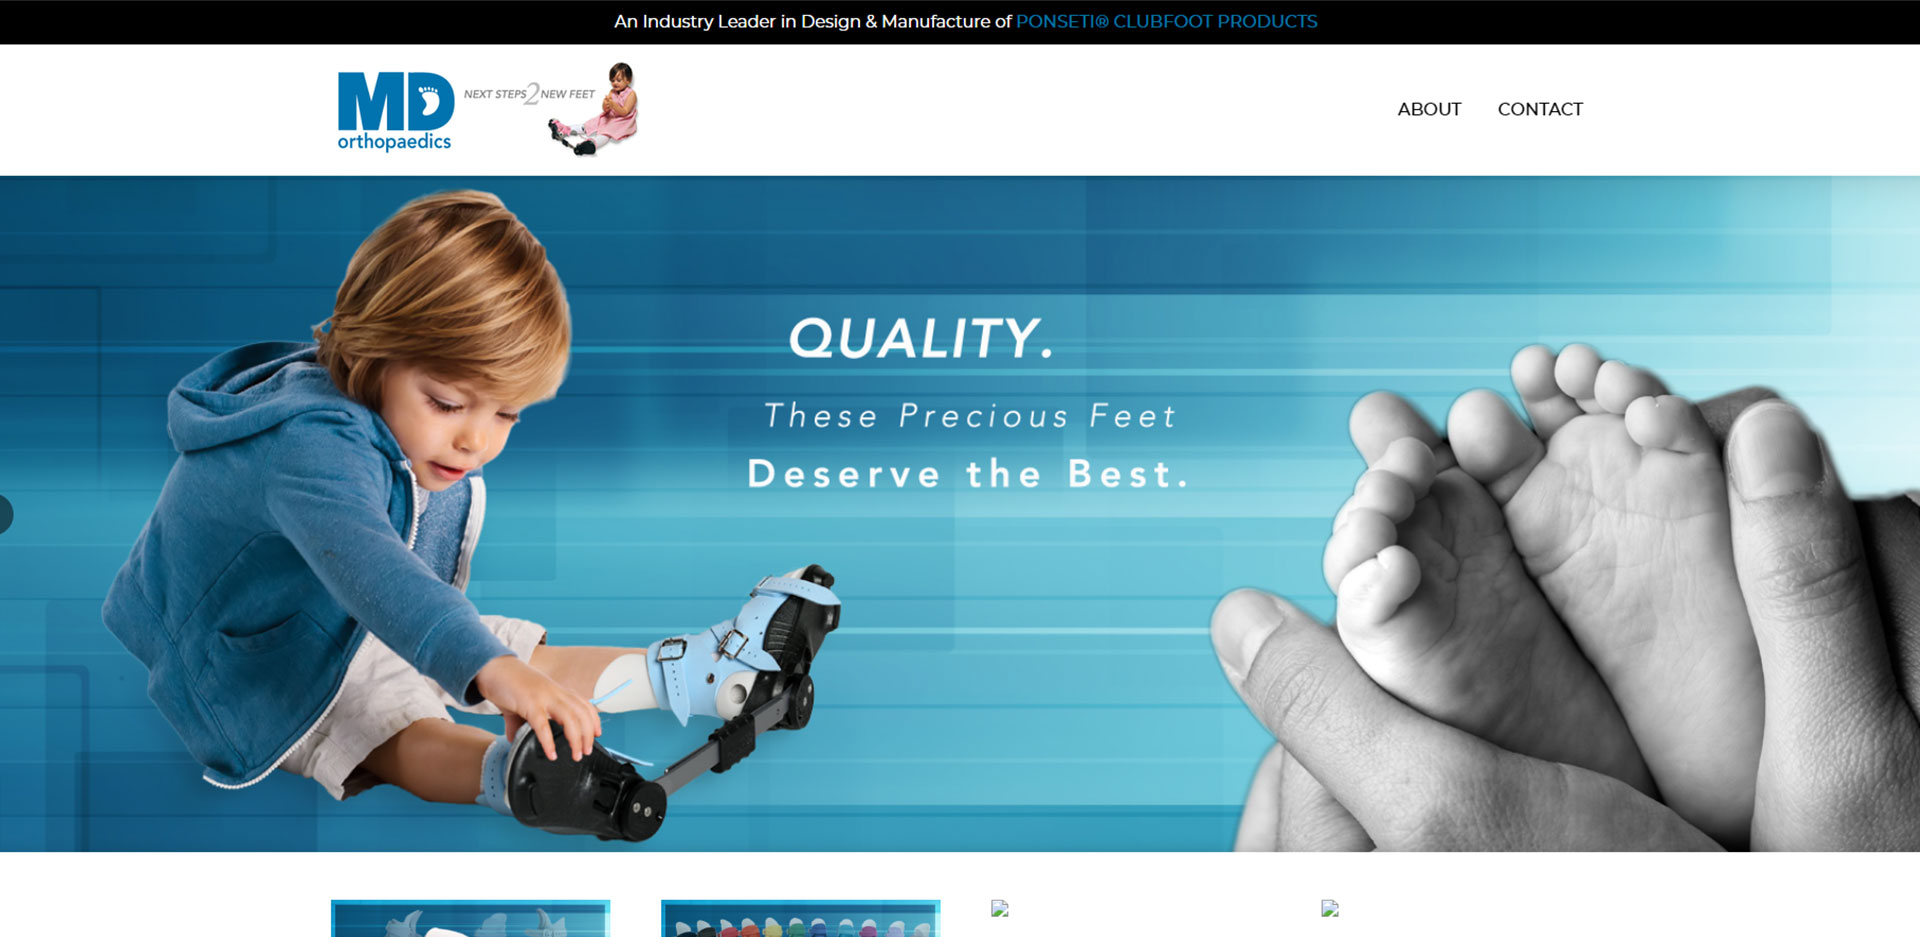 An Industry Leader in Design & Manufacture of PONSETI® CLUBFOOT PRODUCTS
MD
orthopaedics
NEXT STEPS 2 NEW FEET
ABOUT
CONTACT
QUALITY.
These Precious Feet
Deserve the Best.